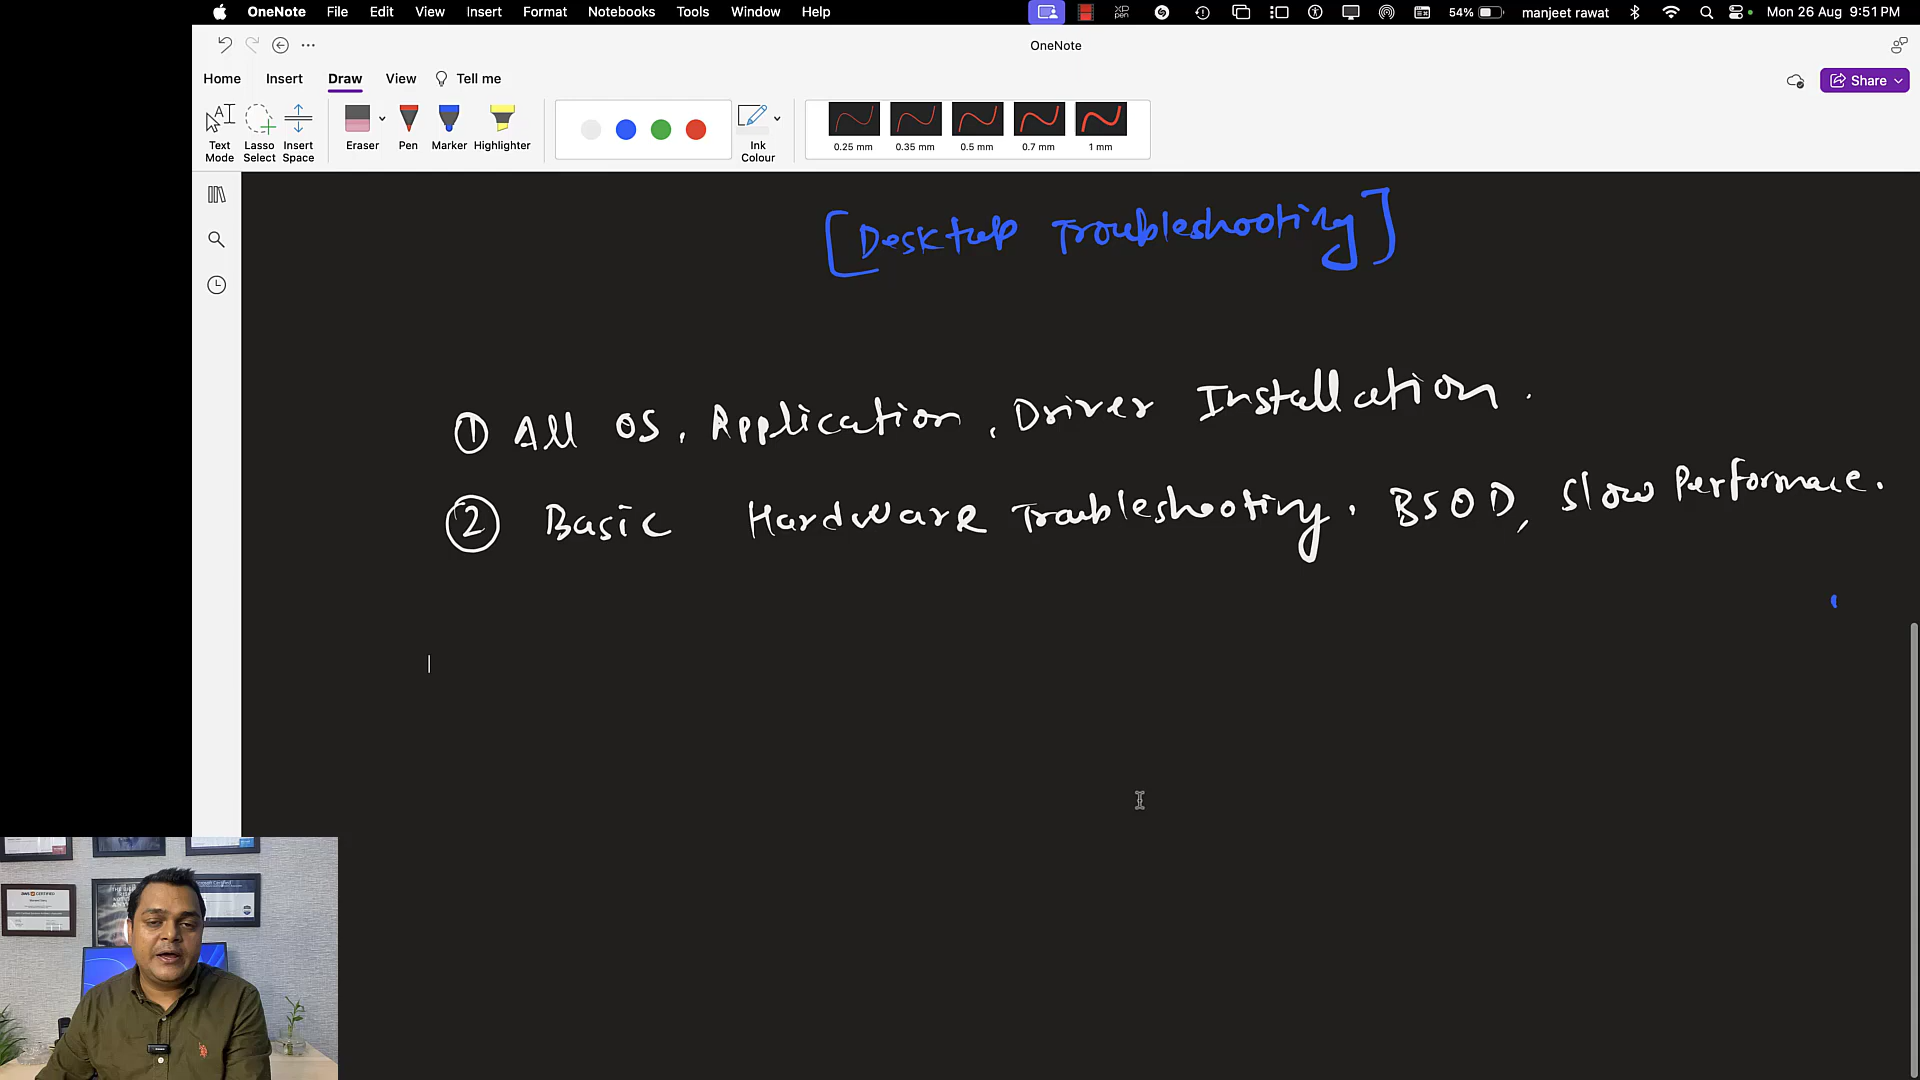 OneNote File Edit View Insert Format Notebooks Tools Window Help XP pen 54% manjeet rawat Mon 26 Aug 9:51 PM
OneNote
Home Insert Draw View Tell me Share
Text Mode Lasso Select Insert Space Eraser Pen Marker Highlighter Ink Colour 0.25 mm 0.35 mm 0.5 mm 0.7 mm 1 mm
[Desktop Troubleshooting]
① All OS, Application, Driver Installation.
② Basic Hardware Troubleshooting. BSOD, Slow Performace.